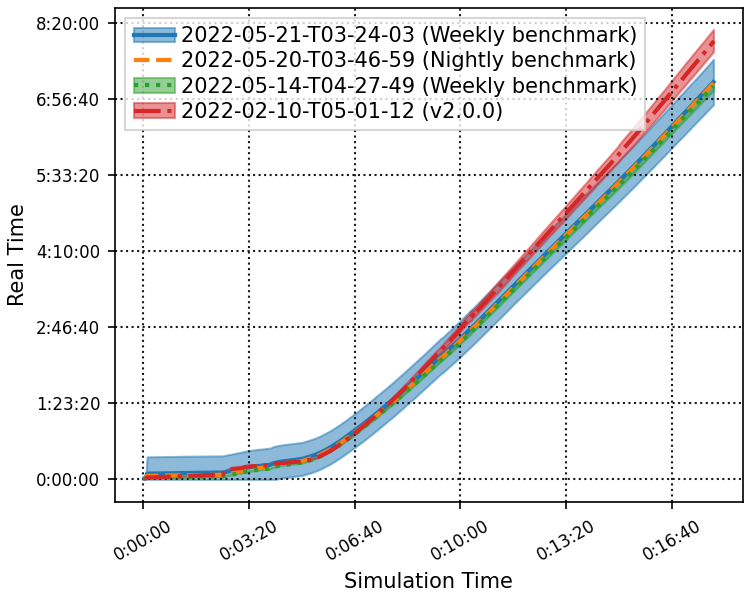 8:20:00
6:56:40
5:33:20
4:10:00
2:46:40
1:23:20
0:00:00
Real Time
2022-05-21-T03-24-03 (Weekly benchmark)
2022-05-20-T03-46-59 (Nightly benchmark)
2022-05-14-T04-27-49 (Weekly benchmark)
2022-02-10-T05-01-12 (v2.0.0)
0:00:00
0:03:20
0:06:40
0:10:00
0:13:20
0:16:40
Simulation Time